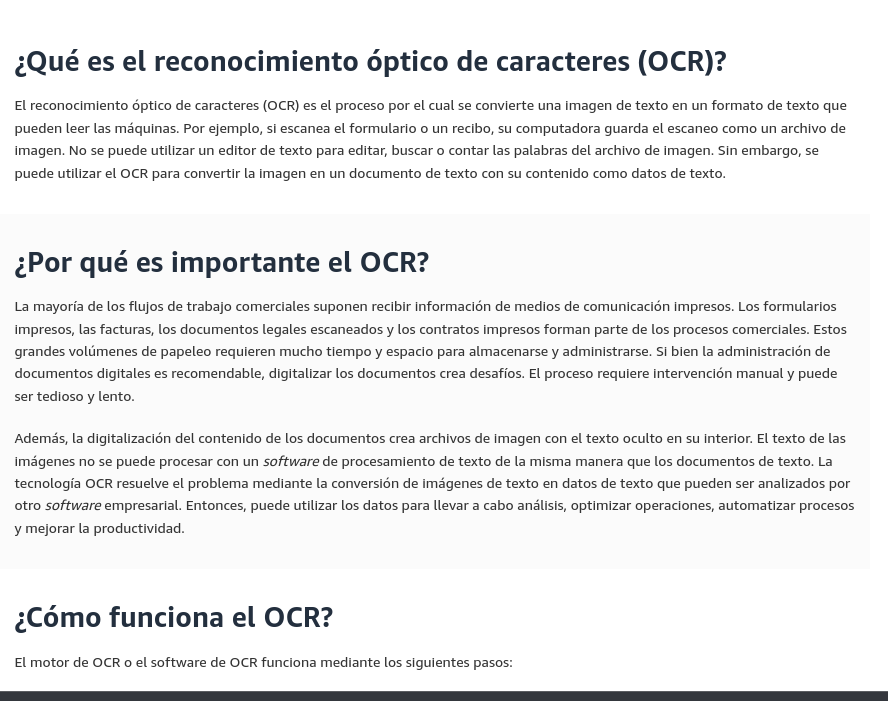 ¿Qué es el reconocimiento óptico de caracteres (OCR)?
El reconocimiento óptico de caracteres (OCR) es el proceso por el cual se convierte una imagen de texto en un formato de texto que
pueden leer las máquinas. Por ejemplo, si escanea el formulario o un recibo, su computadora guarda el escaneo como un archivo de
imagen. No se puede utilizar un editor de texto para editar, buscar o contar las palabras del archivo de imagen. Sin embargo, se
puede utilizar el OCR para convertir la imagen en un documento de texto con su contenido como datos de texto.
¿Por qué es importante el OCR?
La mayoría de los flujos de trabajo comerciales suponen recibir información de medios de comunicación impresos. Los formularios
impresos, las facturas, los documentos legales escaneados y los contratos impresos forman parte de los procesos comerciales. Estos
grandes volúmenes de papeleo requieren mucho tiempo y espacio para almacenarse y administrarse. Si bien la administración de
documentos digitales es recomendable, digitalizar los documentos crea desafíos. El proceso requiere intervención manual y puede
ser tedioso y lento.
Además, la digitalización del contenido de los documentos crea archivos de imagen con el texto oculto en su interior. El texto de las
imágenes no se puede procesar con un software de procesamiento de texto de la misma manera que los documentos de texto. La
tecnología OCR resuelve el problema mediante la conversión de imágenes de texto en datos de texto que pueden ser analizados por
otro software empresarial. Entonces, puede utilizar los datos para llevar a cabo análisis, optimizar operaciones, automatizar procesos
y mejorar la productividad.
¿Cómo funciona el OCR?
El motor de OCR o el software de OCR funciona mediante los siguientes pasos: